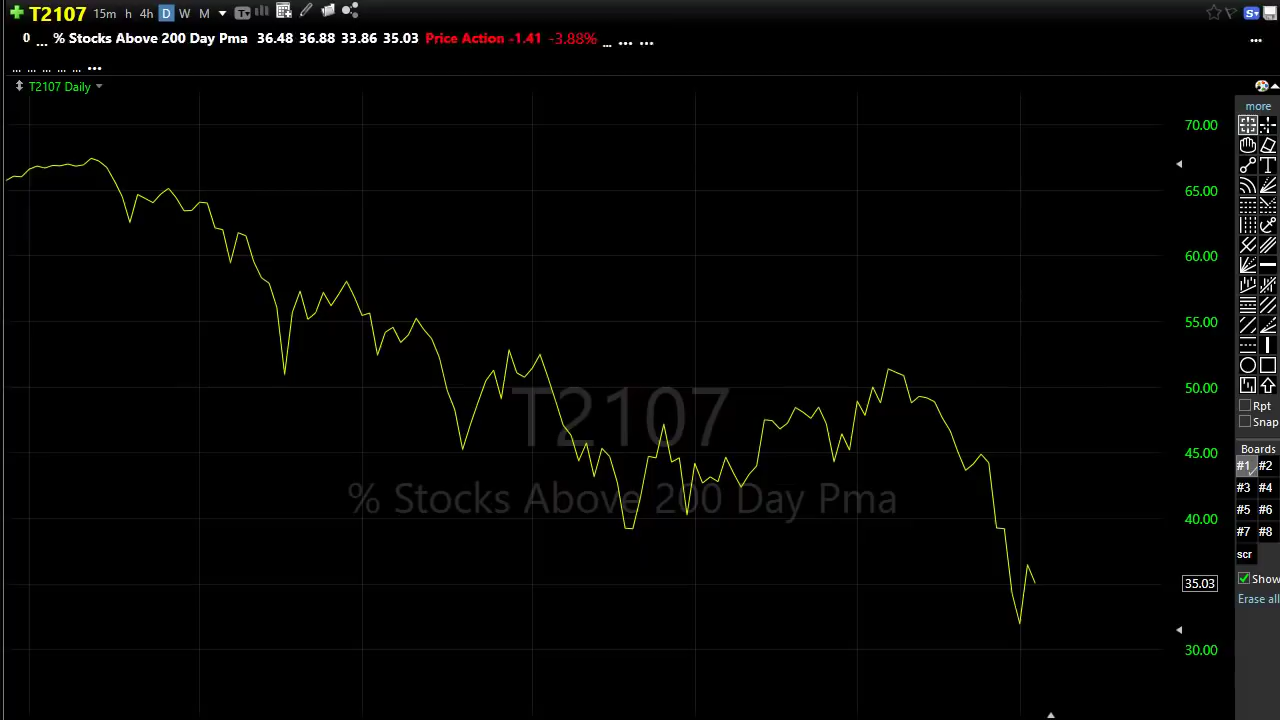 T2107 15m h 4h D W M T
0 ... % Stocks Above 200 Day Pma 36.48 36.88 33.86 35.03 Price Action -1.41 -3.88% ... ... ...
...
... ... ... ... ... ...
T2107 Daily
more
70.00
65.00
60.00
55.00
50.00
45.00
40.00
35.03
30.00
T2107
% Stocks Above 200 Day Pma
T
Rpt
Snap
Boards
#1 #2
#3 #4
#5 #6
#7 #8
scr
Show
Erase all
S